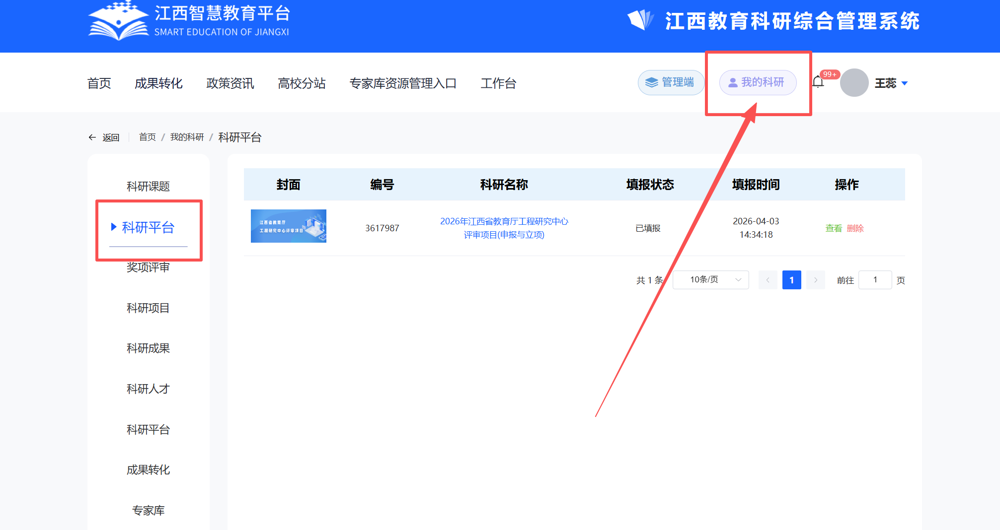 江西智慧教育平台
SMART EDUCATION OF JIANGXI
江西教育科研综合管理系统
首页 成果转化 政策资讯 高校分站 专家库资源管理入口 工作台 管理端 我的科研 99+ 王蕊
返回 首页 / 我的科研 / 科研平台
科研课题
科研平台
奖项评审
科研项目
科研成果
科研人才
科研平台
成果转化
专家库
封面 编号 科研名称 填报状态 填报时间 操作
江西省教育厅
工程研究中心评审项目
3617987
2026年江西省教育厅工程研究中心
评审项目(申报与立项)
已填报
2026-04-03
14:34:18
查看 删除
共 1 条 10条/页 1 前往 1 页